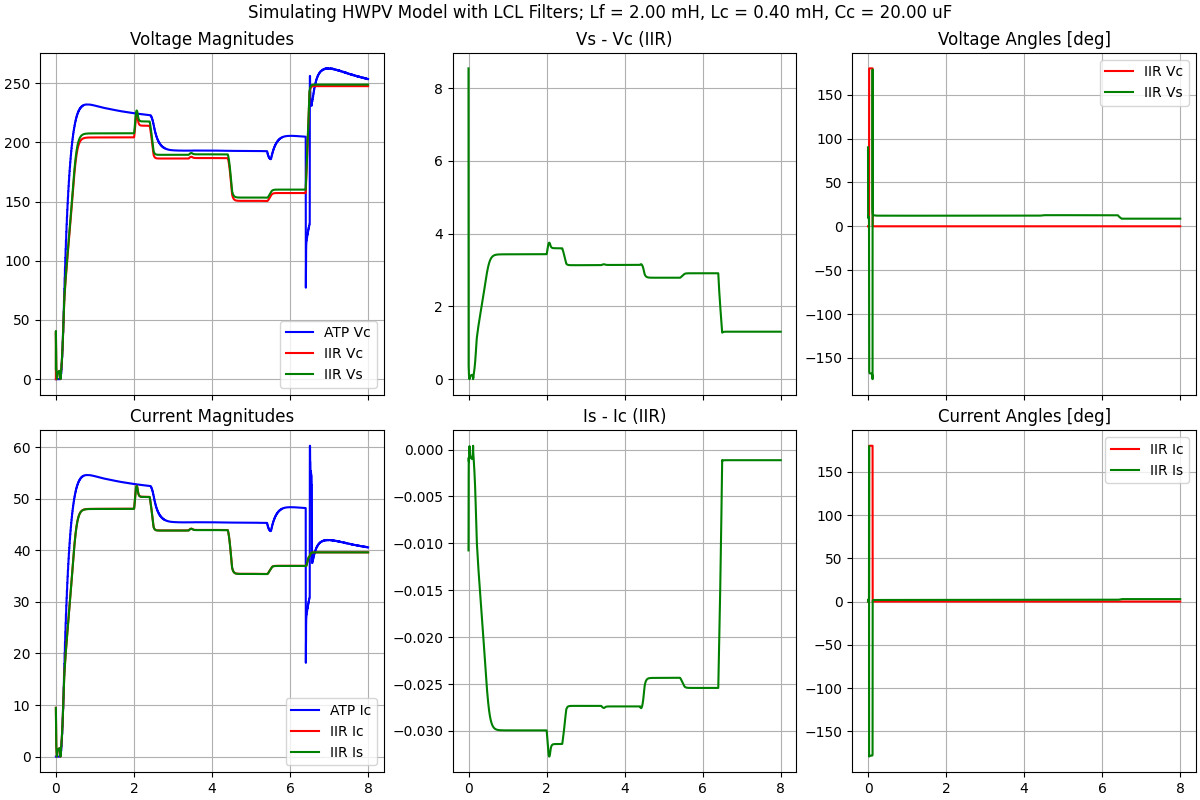 Simulating HWPV Model with LCL Filters; Lf = 2.00 mH, Lc = 0.40 mH, Cc = 20.00 uF
Voltage Magnitudes
250
200
150
100
50
0
ATP Vc
IIR Vc
IIR Vs
Vs - Vc (IIR)
8
6
4
2
0
Voltage Angles [deg]
150
100
50
0
−50
−100
−150
IIR Vc
IIR Vs
Current Magnitudes
60
50
40
30
20
10
0
ATP Ic
IIR Ic
IIR Is
0 2 4 6 8
Is - Ic (IIR)
0.000
−0.005
−0.010
−0.015
−0.020
−0.025
−0.030
0 2 4 6 8
Current Angles [deg]
150
100
50
0
−50
−100
−150
IIR Ic
IIR Is
0 2 4 6 8